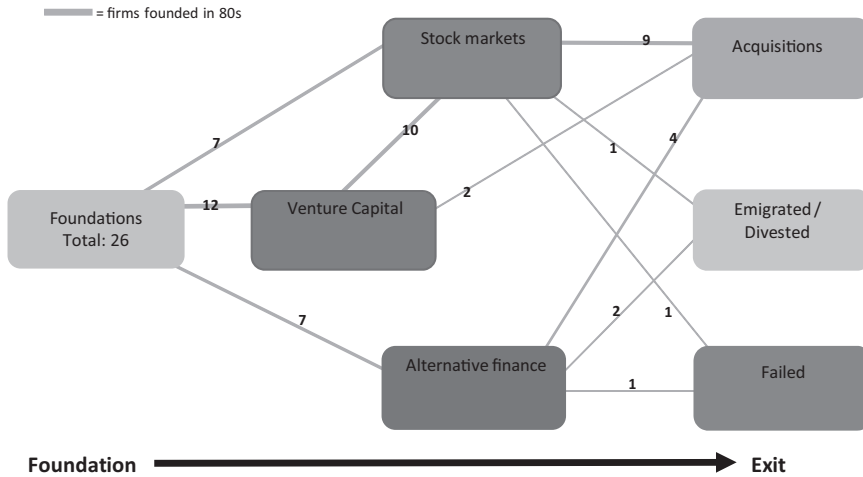 = firms founded in 80s
Stock markets
9
Acquisitions
7
10
4
1
12
Venture Capital
2
Foundations
Total: 26
Emigrated /
Divested
7
2
1
Alternative finance
1
Failed
Foundation
Exit